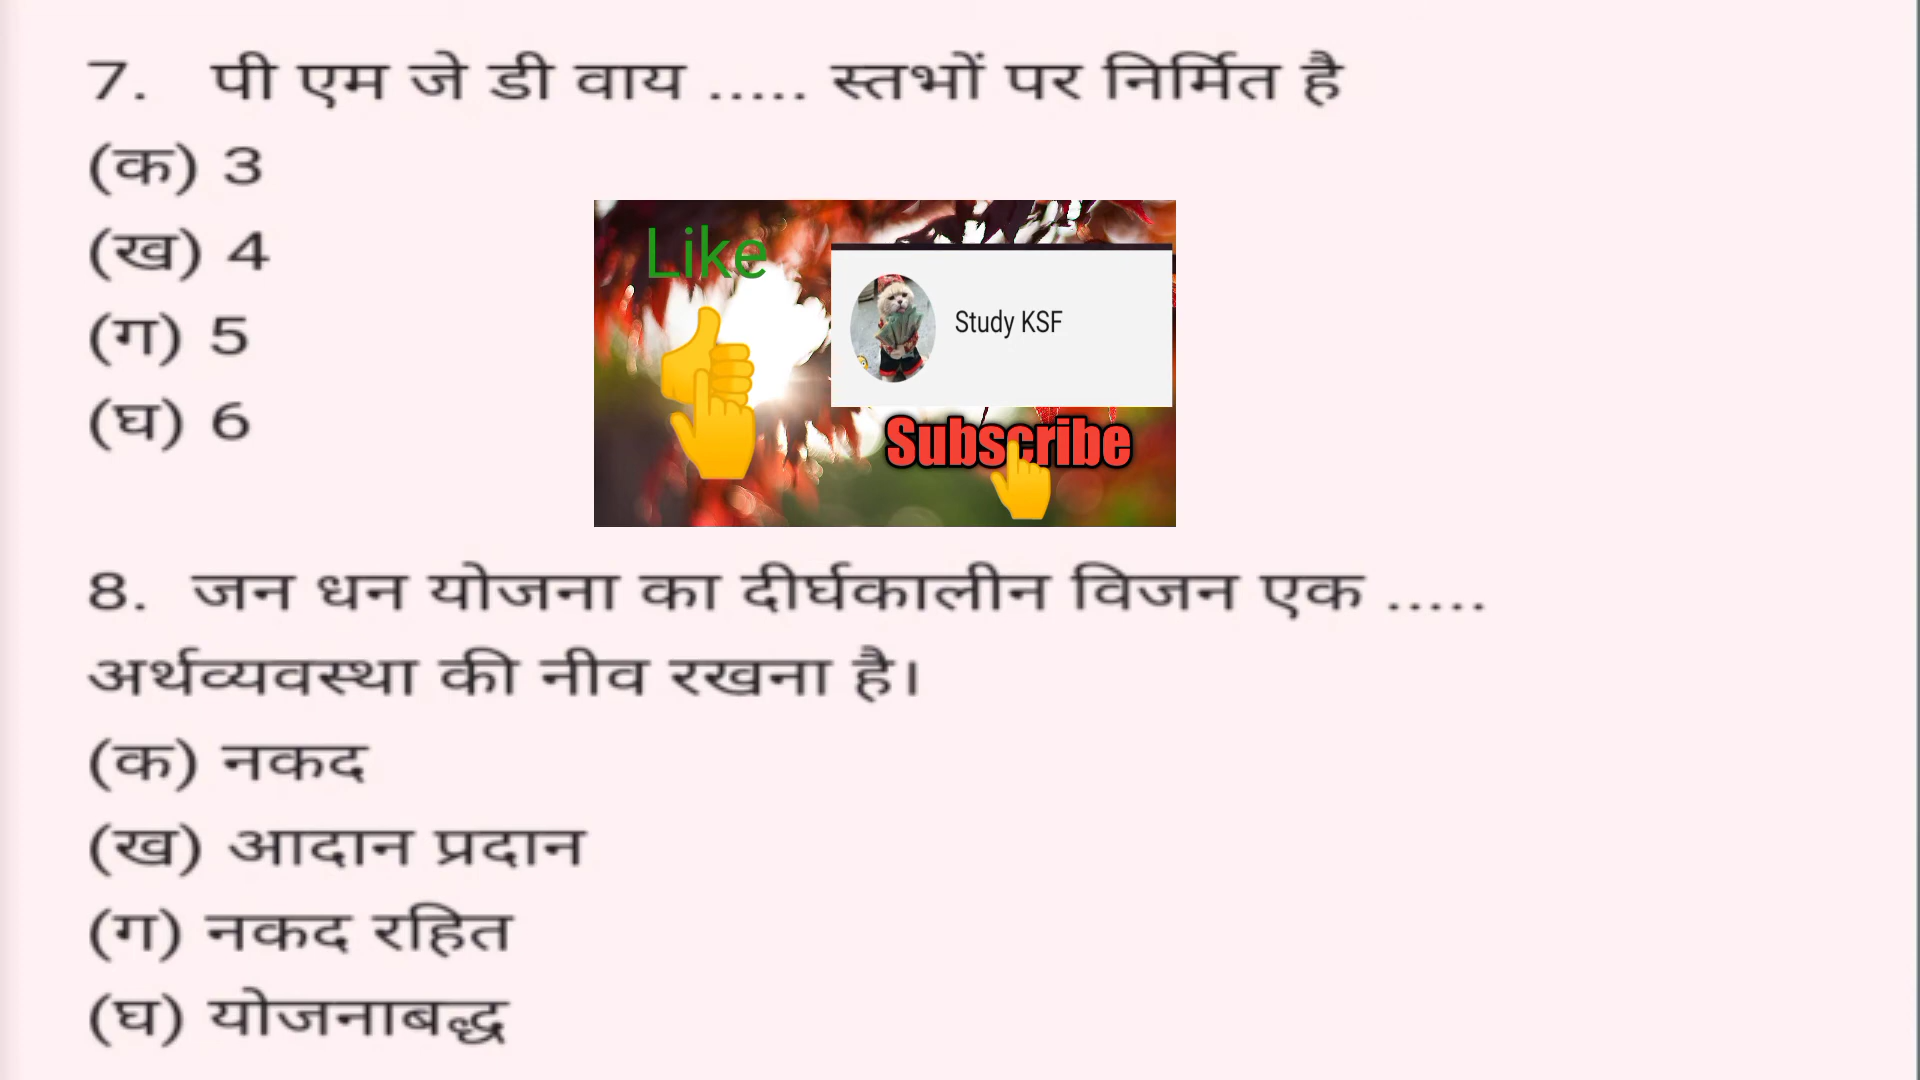 7. पी एम जे डी वाय ..... स्तभों पर निर्मित है
(क) 3
(ख) 4
(ग) 5
(घ) 6
Like
Study KSF
Subscribe
8. जन धन योजना का दीर्घकालीन विजन एक .....
अर्थव्यवस्था की नीव रखना है।
(क) नकद
(ख) आदान प्रदान
(ग) नकद रहित
(घ) योजनाबद्ध